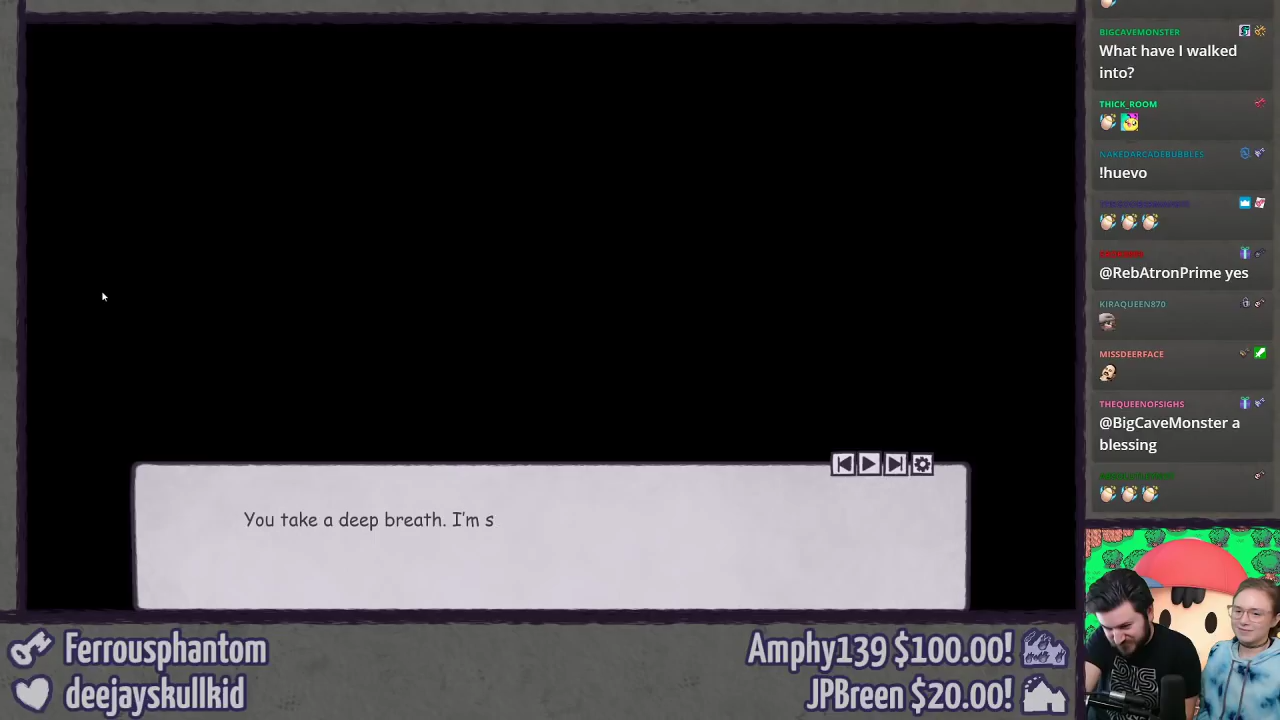 BIGCAVEMONSTER
What have I walked
into?
THICK_ROOM
NAKEDARCADEBUBBLES
!huevo
@RebAtronPrime yes
KIRAQUEEN870
MISSDEERFACE
THEQUEENOFSIGHS
@BigCaveMonster a
blessing
You take a deep breath. I'm s
Ferrousphantom
deejayskullkid
Amphy139 $100.00!
JPBreen $20.00!